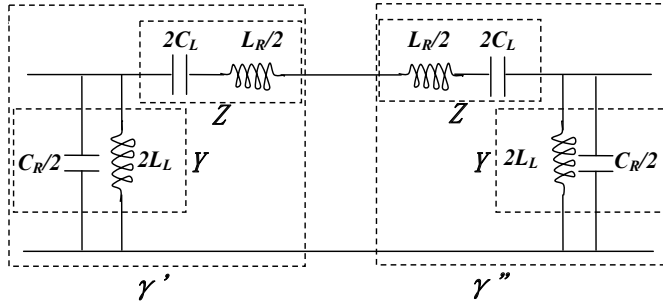 2C_L L_R/2 L_R/2 2C_L
Z Z
C_R/2 2L_L Y Y 2L_L C_R/2
γ' γ"